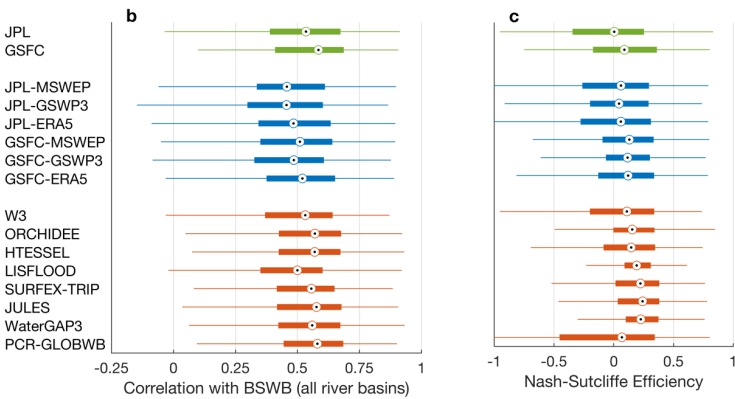 b
c
JPL
GSFC
JPL-MSWEP
JPL-GSWP3
JPL-ERA5
GSFC-MSWEP
GSFC-GSWP3
GSFC-ERA5
W3
ORCHIDEE
HTESSEL
LISFLOOD
SURFEX-TRIP
JULES
WaterGAP3
PCR-GLOBWB
-0.25 0 0.25 0.5 0.75 1
-1 -0.5 0 0.5 1
Correlation with BSWB (all river basins)
Nash-Sutcliffe Efficiency